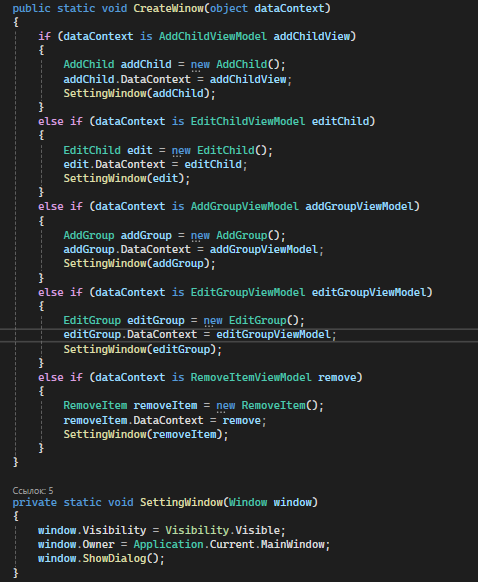 public static void CreateWinow(object dataContext)
{
    if (dataContext is AddChildViewModel addChildView)
    {
        AddChild addChild = new AddChild();
        addChild.DataContext = addChildView;
        SettingWindow(addChild);
    }
    else if (dataContext is EditChildViewModel editChild)
    {
        EditChild edit = new EditChild();
        edit.DataContext = editChild;
        SettingWindow(edit);
    }
    else if (dataContext is AddGroupViewModel addGroupViewModel)
    {
        AddGroup addGroup = new AddGroup();
        addGroup.DataContext = addGroupViewModel;
        SettingWindow(addGroup);
    }
    else if (dataContext is EditGroupViewModel editGroupViewModel)
    {
        EditGroup editGroup = new EditGroup();
        editGroup.DataContext = editGroupViewModel;
        SettingWindow(editGroup);
    }
    else if (dataContext is RemoveItemViewModel remove)
    {
        RemoveItem removeItem = new RemoveItem();
        removeItem.DataContext = remove;
        SettingWindow(removeItem);
    }
}
Ссылок: 5
private static void SettingWindow(Window window)
{
    window.Visibility = Visibility.Visible;
    window.Owner = Application.Current.MainWindow;
    window.ShowDialog();
}